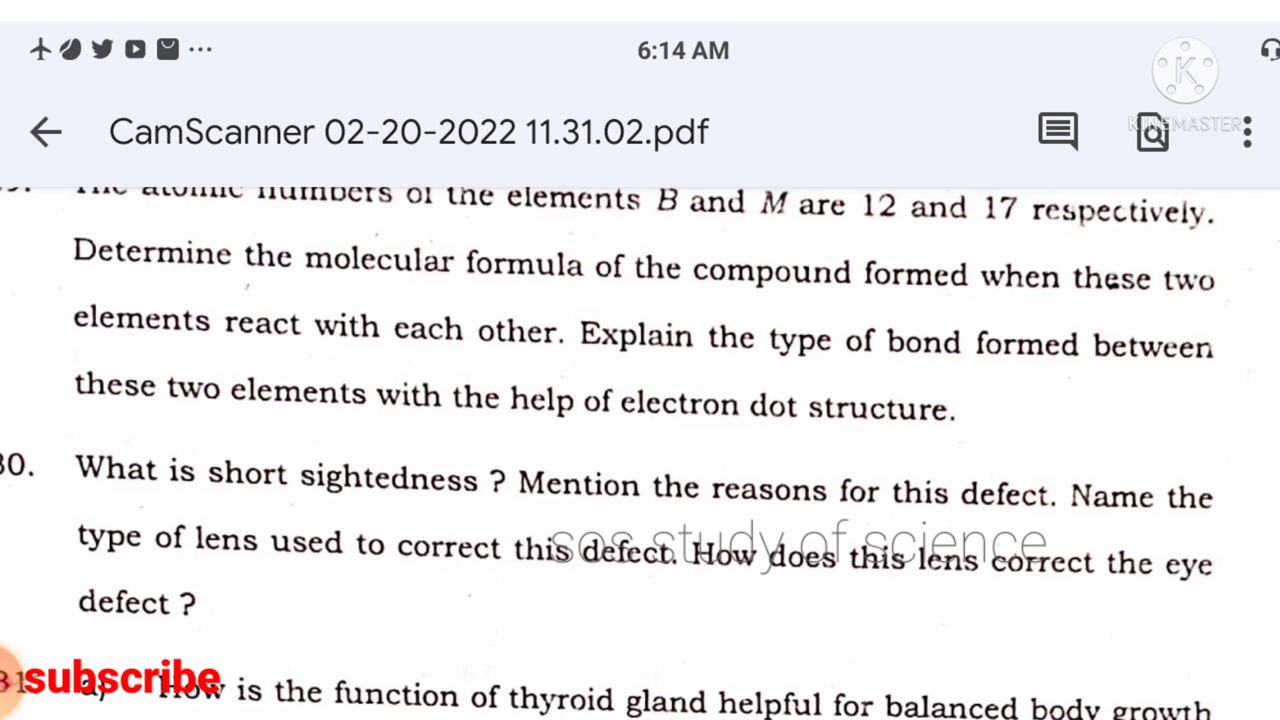 6:14 AM
K
CamScanner 02-20-2022 11.31.02.pdf
KINEMASTER
The atomic numbers of the elements B and M are 12 and 17 respectively.
Determine the molecular formula of the compound formed when these two
elements react with each other. Explain the type of bond formed between
these two elements with the help of electron dot structure.
30. What is short sightedness ? Mention the reasons for this defect. Name the
type of lens used to correct this defect. How does this lens correct the eye
sos study of science
defect ?
31 a) How is the function of thyroid gland helpful for balanced body growth
subscribe